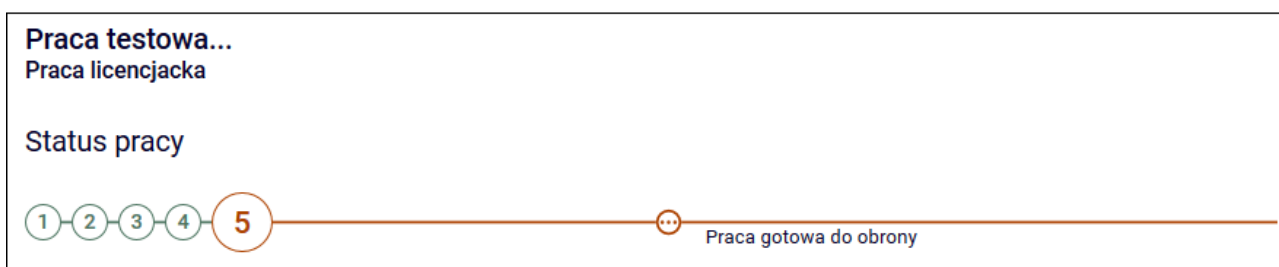 Praca testowa...
Praca licencjacka
Status pracy
1 2 3 4 5
Praca gotowa do obrony